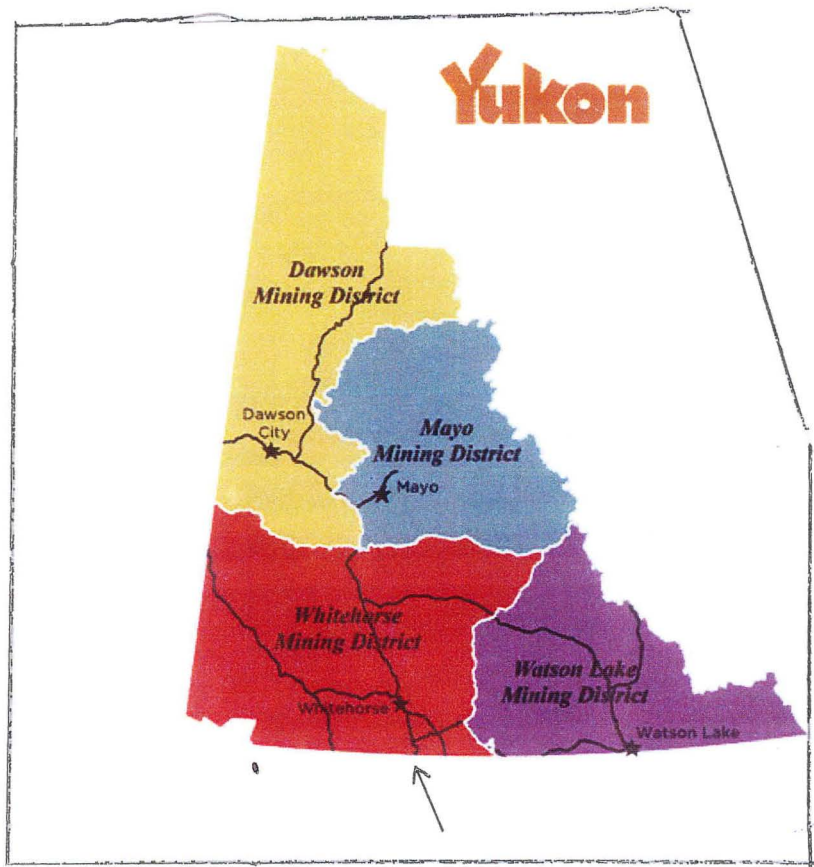 Yukon
Dawson
Mining District
Dawson
City
Mayo
Mining District
Mayo
Whitehorse
Mining District
Whitehorse
Watson Lake
Mining District
Watson Lake